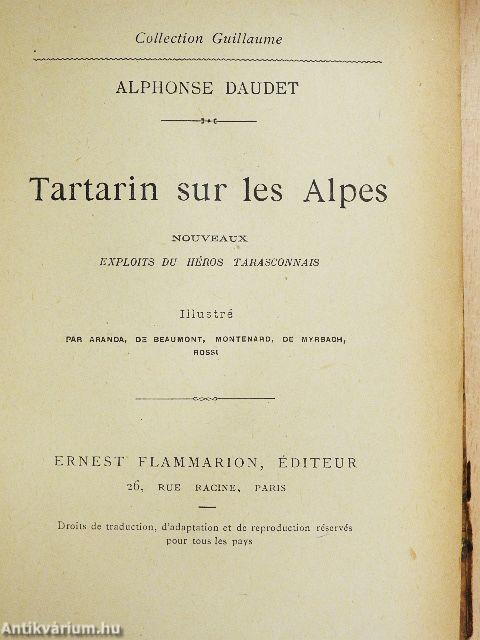 Collection Guillaume
ALPHONSE DAUDET
Tartarin sur les Alpes
NOUVEAUX
EXPLOITS DU HÉROS TARASCONNAIS
Illustré
PAR ARANDA, DE BEAUMONT, MONTENARD, DE MYRBACH,
ROSSI
ERNEST FLAMMARION, ÉDITEUR
26, RUE RACINE, PARIS
Droits de traduction, d'adaptation et de reproduction réservés
pour tous les pays
Antikvárium.hu